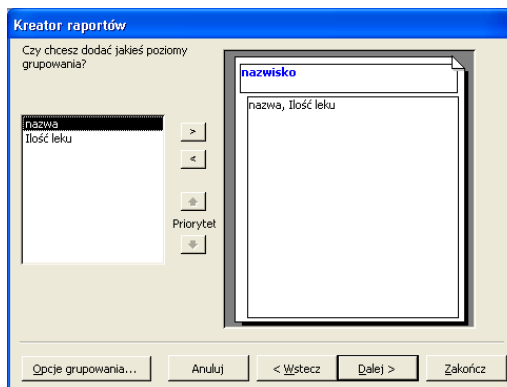 Kreator raportów
Czy chcesz dodać jakieś poziomy
grupowania?
nazwa
Ilość leku
>
<
Priorytet
nazwisko
nazwa, Ilość leku
Opcje grupowania...
Anuluj
< Wstecz
Dalej >
Zakończ